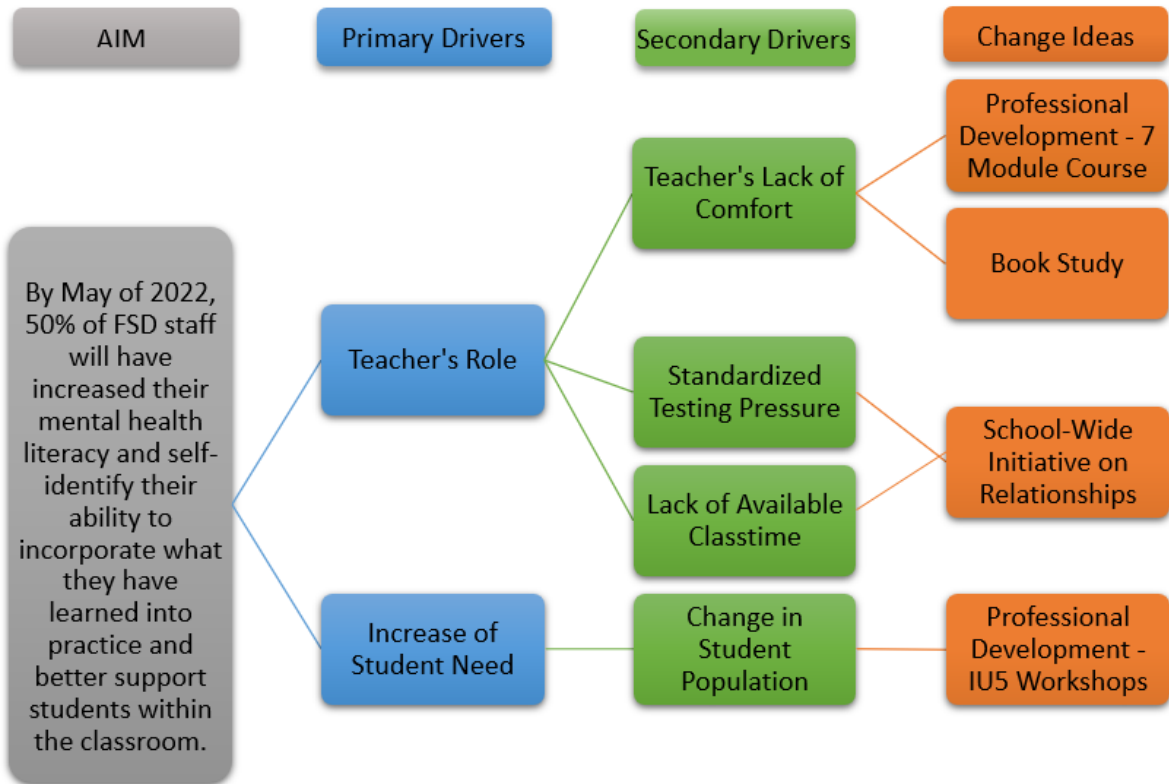 AIM
Primary Drivers
Secondary Drivers
Change Ideas
By May of 2022,
50% of FSD staff
will have
increased their
mental health
literacy and self-
identify their
ability to
incorporate what
they have
learned into
practice and
better support
students within
the classroom.
Teacher's Role
Increase of
Student Need
Teacher's Lack of
Comfort
Standardized
Testing Pressure
Lack of Available
Classtime
Change in
Student
Population
Professional
Development - 7
Module Course
Book Study
School-Wide
Initiative on
Relationships
Professional
Development -
IU5 Workshops